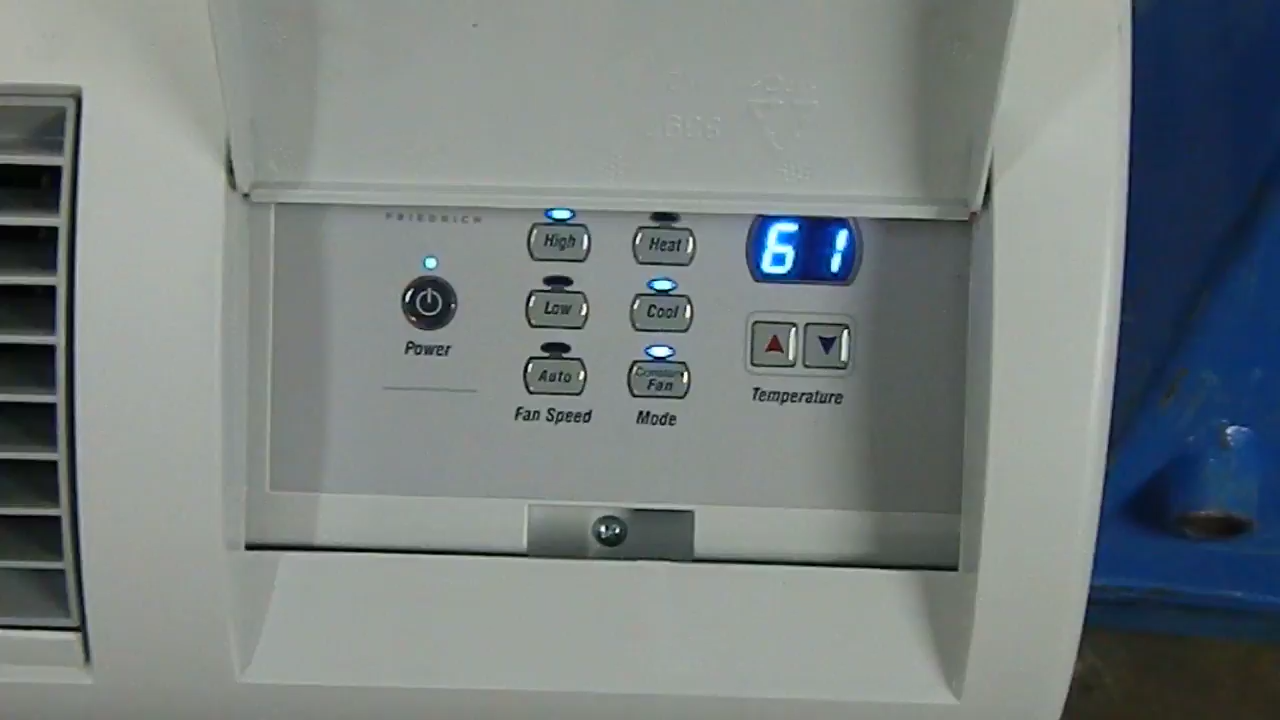 FRIEDRICH
High
Heat
61
Low
Cool
Auto
Constant
Fan
Power
Fan Speed
Mode
Temperature